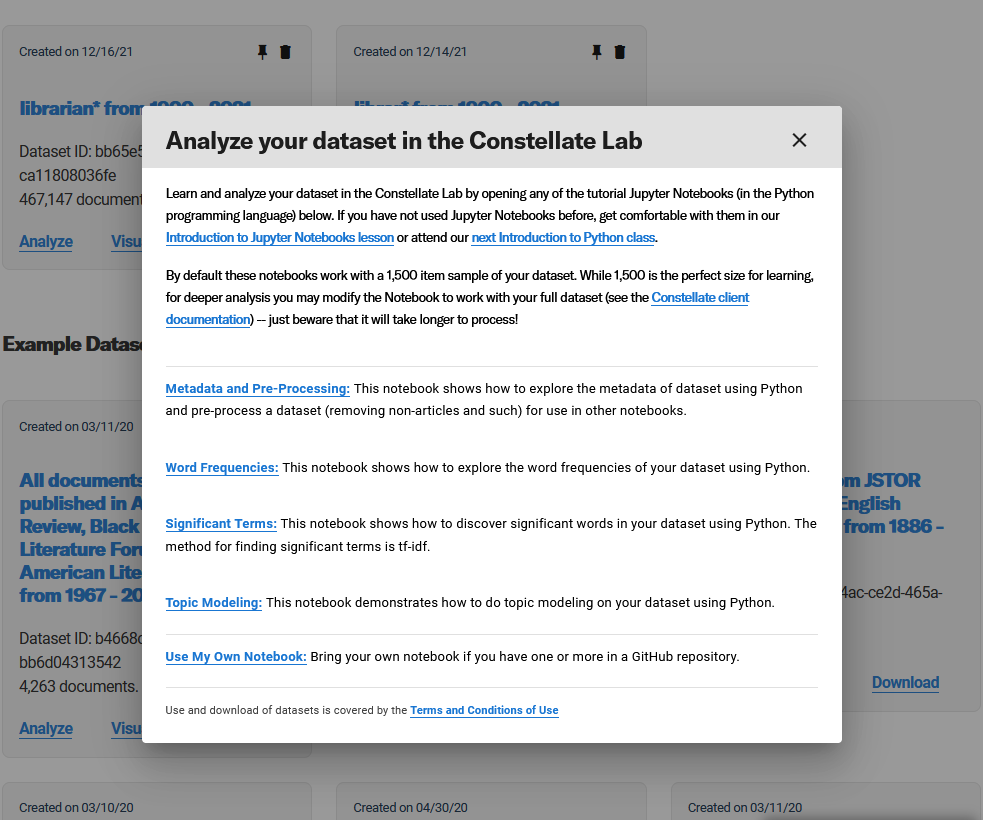 Created on 12/16/21
Created on 12/14/21
librarian* from
Dataset ID: bb65e5
ca11808036fe
467,147 document
Analyze
Visu
Example Datase
Created on 03/11/20
All documents
published in A
Review, Black
Literature For
American Lite
from 1967 - 20
Dataset ID: b4668c
bb6d04313542
4,263 documents.
Analyze
Visu
Analyze your dataset in the Constellate Lab
Learn and analyze your dataset in the Constellate Lab by opening any of the tutorial Jupyter Notebooks (in the Python
programming language) below. If you have not used Jupyter Notebooks before, get comfortable with them in our
Introduction to Jupyter Notebooks lesson or attend our next Introduction to Python class.
By default these notebooks work with a 1,500 item sample of your dataset. While 1,500 is the perfect size for learning,
for deeper analysis you may modify the Notebook to work with your full dataset (see the Constellate client
documentation) -- just beware that it will take longer to process!
Metadata and Pre-Processing: This notebook shows how to explore the metadata of dataset using Python
and pre-process a dataset (removing non-articles and such) for use in other notebooks.
Word Frequencies: This notebook shows how to explore the word frequencies of your dataset using Python.
Significant Terms: This notebook shows how to discover significant words in your dataset using Python. The
method for finding significant terms is tf-idf.
Topic Modeling: This notebook demonstrates how to do topic modeling on your dataset using Python.
Use My Own Notebook: Bring your own notebook if you have one or more in a GitHub repository.
Use and download of datasets is covered by the Terms and Conditions of Use
om JSTOR
English
from 1886 -
4ac-ce2d-465a-
Download
Created on 03/10/20
Created on 04/30/20
Created on 03/11/20